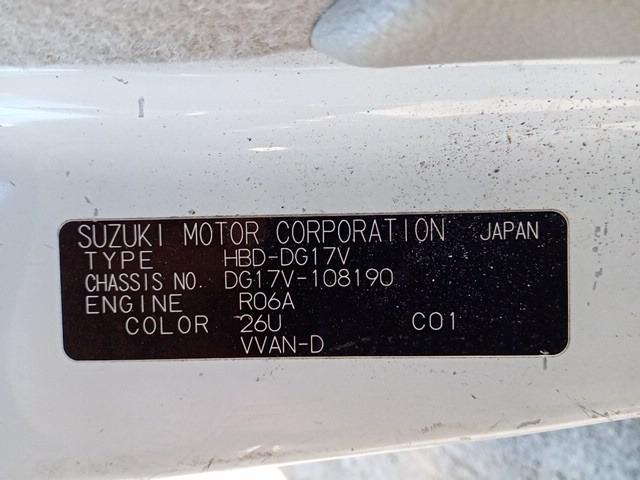 SUZUKI MOTOR CORPORATION JAPAN
TYPE HBD-DG17V
CHASSIS NO. DG17V-108190
ENGINE R06A
COLOR 26U C01
VVAN-D